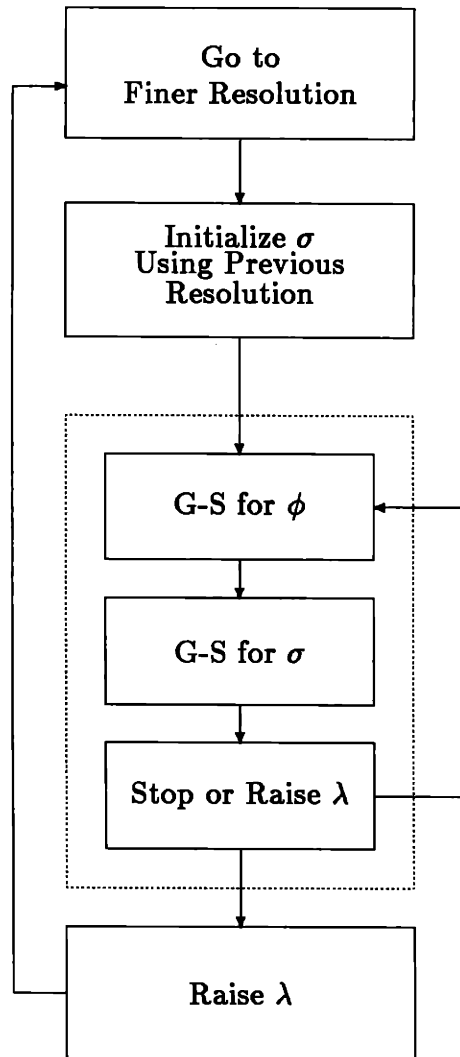 Go to
Finer Resolution
Initialize σ
Using Previous
Resolution
G-S for ϕ
G-S for σ
Stop or Raise λ
Raise λ